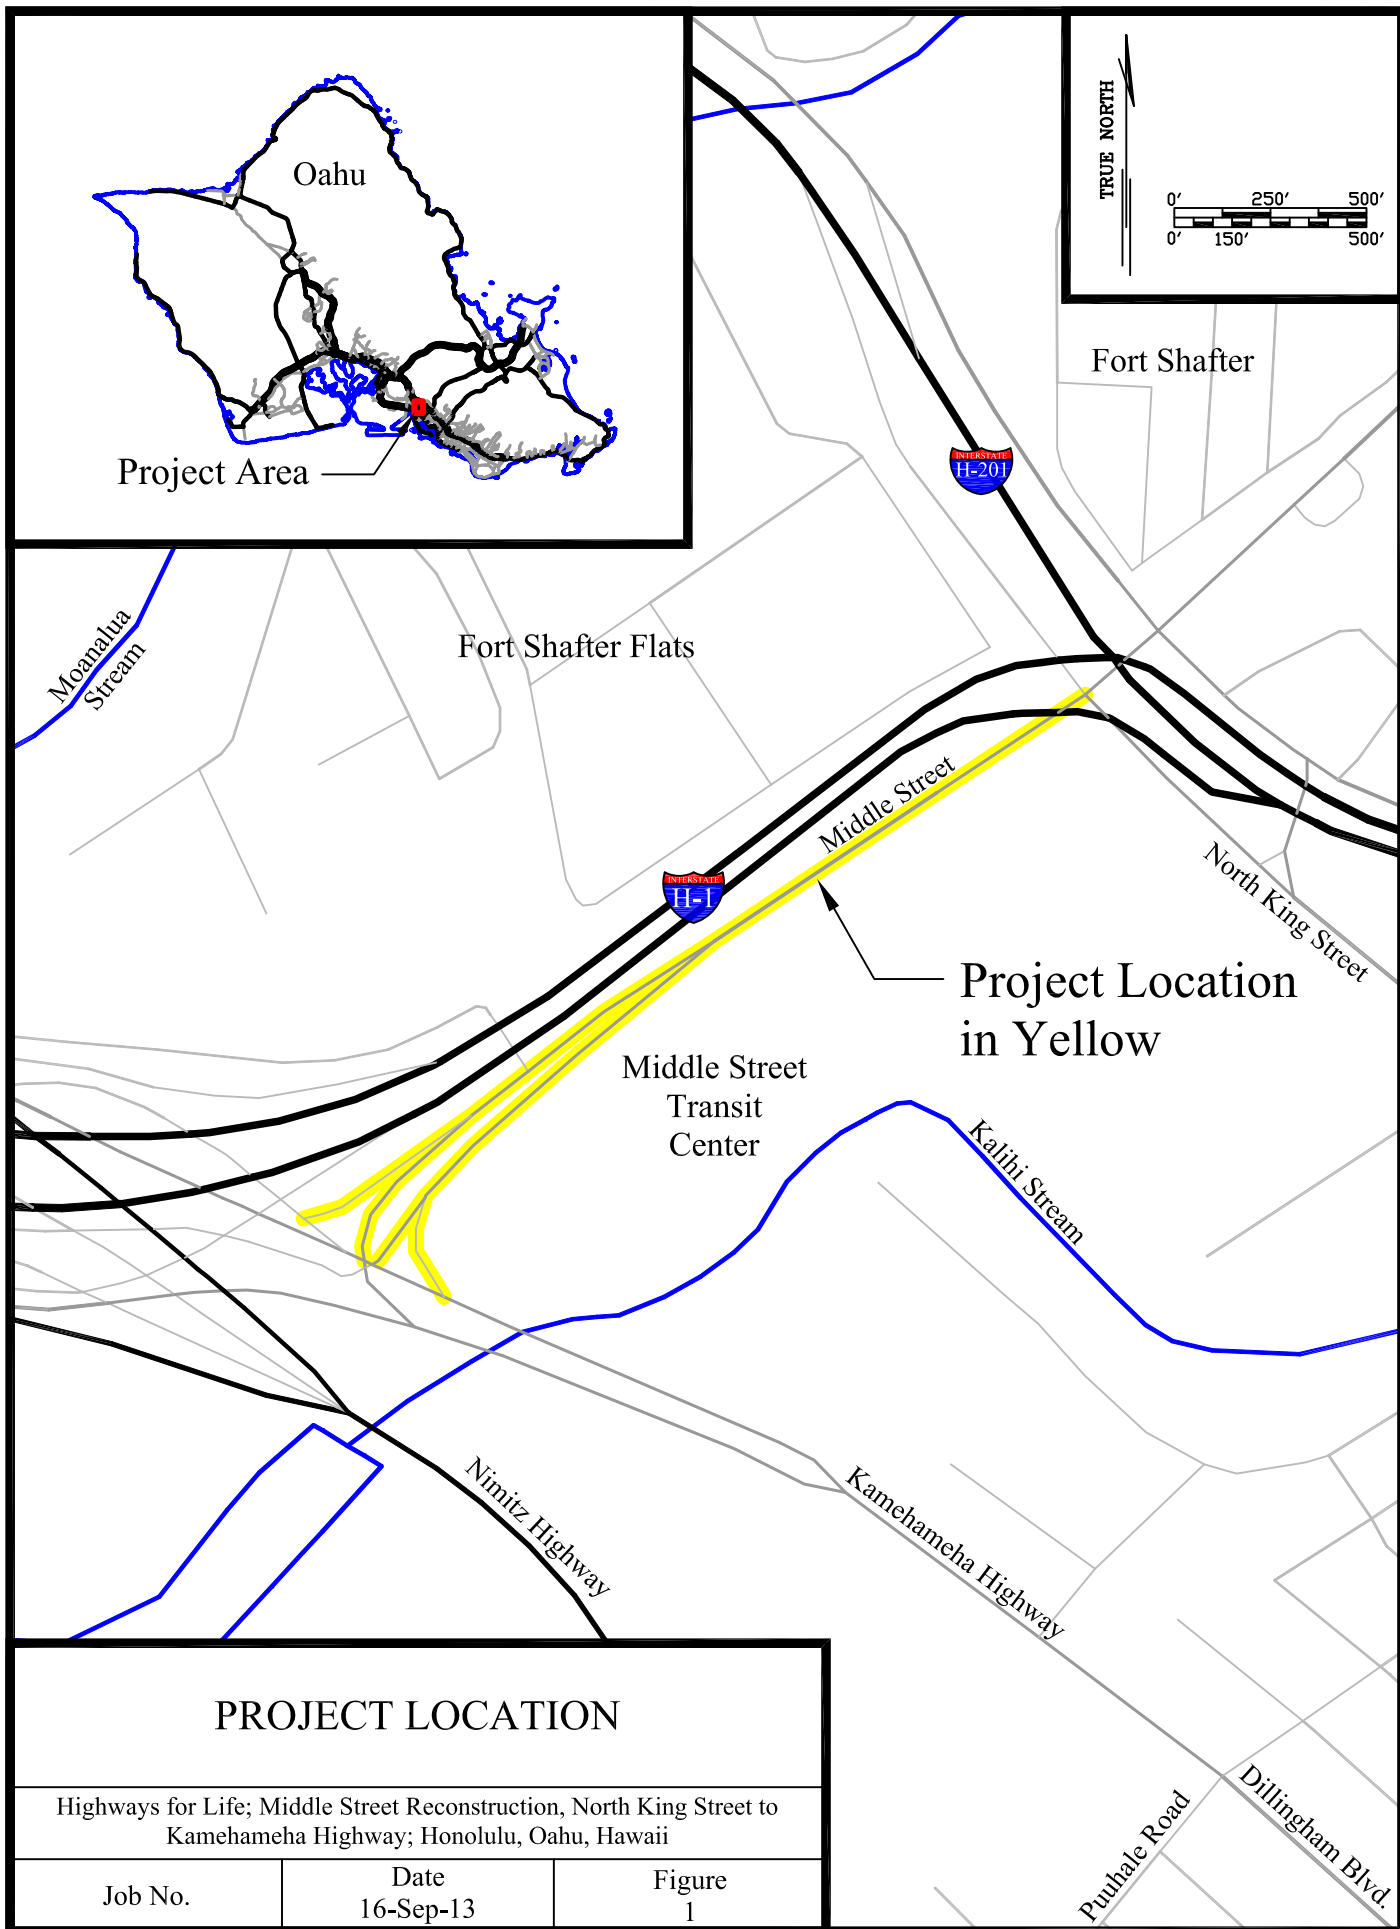 Oahu
Project Area
TRUE NORTH
0' 250' 500'
0' 150' 500'
Fort Shafter
INTERSTATE
H-201
Moanalua
Stream
Fort Shafter Flats
Middle Street
INTERSTATE
H-1
North King Street
Project Location
in Yellow
Middle Street
Transit
Center
Kalihi Stream
Nimitz Highway
Kamehameha Highway
Puuhale Road
Dillingham Blvd.
PROJECT LOCATION
Highways for Life; Middle Street Reconstruction, North King Street to
Kamehameha Highway; Honolulu, Oahu, Hawaii
Job No.
Date
16-Sep-13
Figure
1